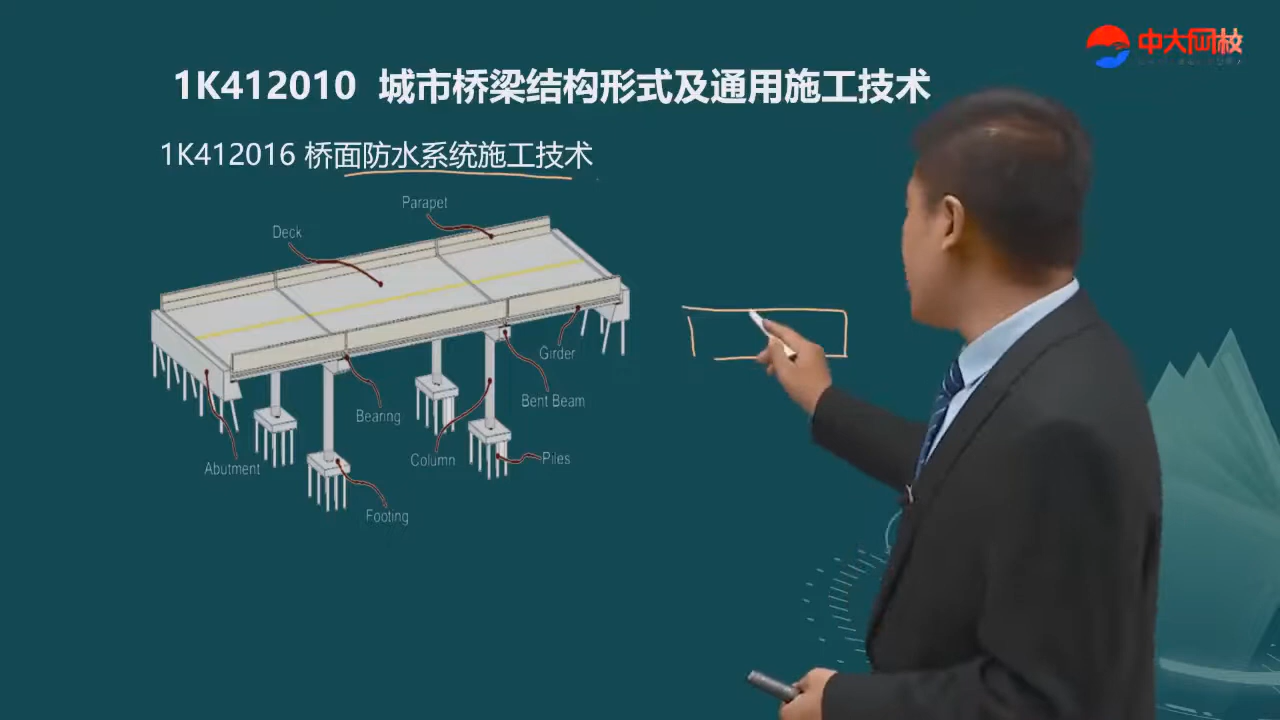 中大网校
1K412010 城市桥梁结构形式及通用施工技术
1K412016 桥面防水系统施工技术
Parapet
Deck
Girder
Bent Beam
Bearing
Column
Piles
Abutment
Footing